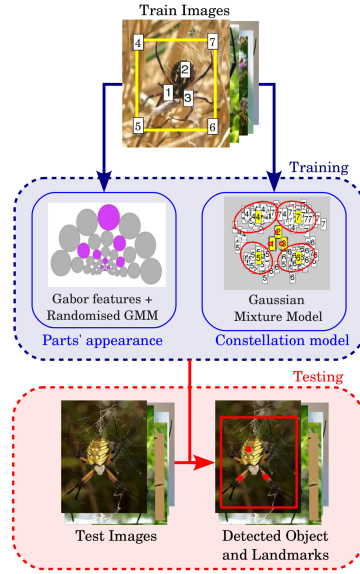 Train Images
4
7
2
1
3
5
6
Training
Gabor features +
Randomised GMM
Parts' appearance
Gaussian
Mixture Model
Constellation model
Testing
Test Images
Detected Object
and Landmarks